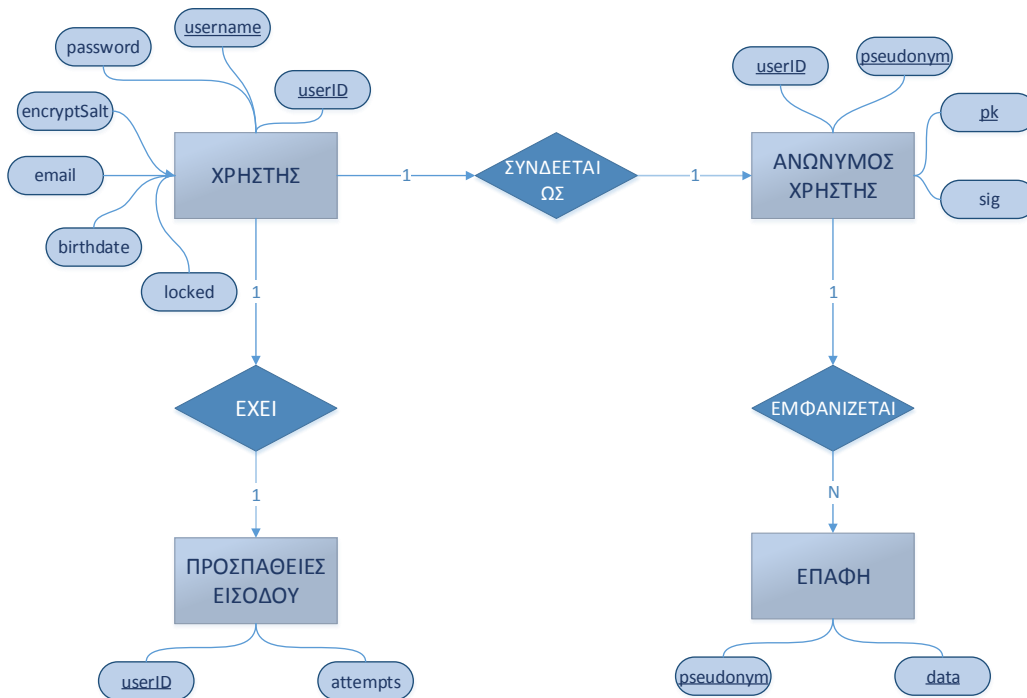 username
password
userID
encryptSalt
email
birthdate
locked
ΧΡΗΣΤΗΣ
1
ΣΥΝΔΕΕΤΑΙ
ΩΣ
1
userID
pseudonym
pk
sig
ΑΝΩΝΥΜΟΣ
ΧΡΗΣΤΗΣ
1
ΕΧΕΙ
1
ΠΡΟΣΠΑΘΕΙΕΣ
ΕΙΣΟΔΟΥ
userID
attempts
1
ΕΜΦΑΝΙΖΕΤΑΙ
N
ΕΠΑΦΗ
pseudonym
data